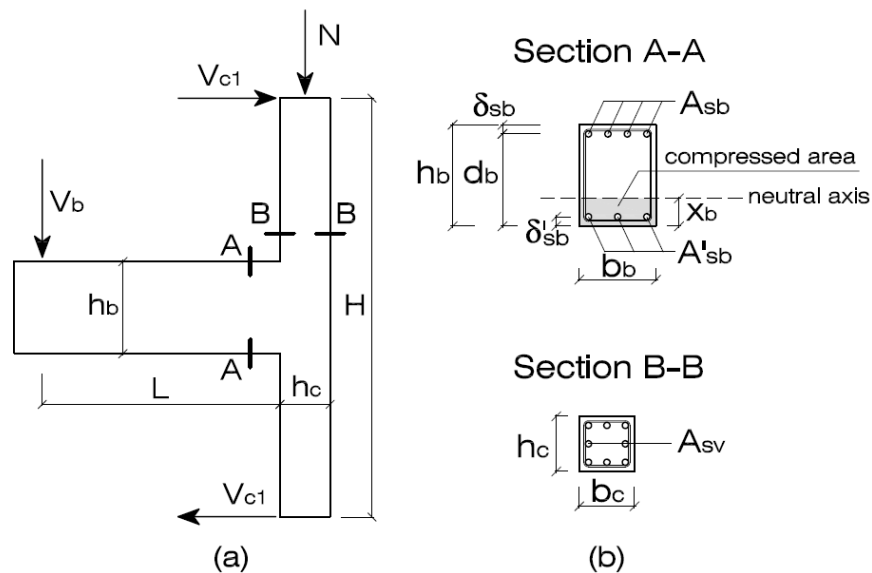 N
Vc1
Vb
B
B
A
hb
H
A
L
hc
Vc1
(a)
Section A-A
δsb
Asb
hb
db
compressed area
neutral axis
xb
δ'sb
bb
A'sb
Section B-B
hc
Asv
bc
(b)